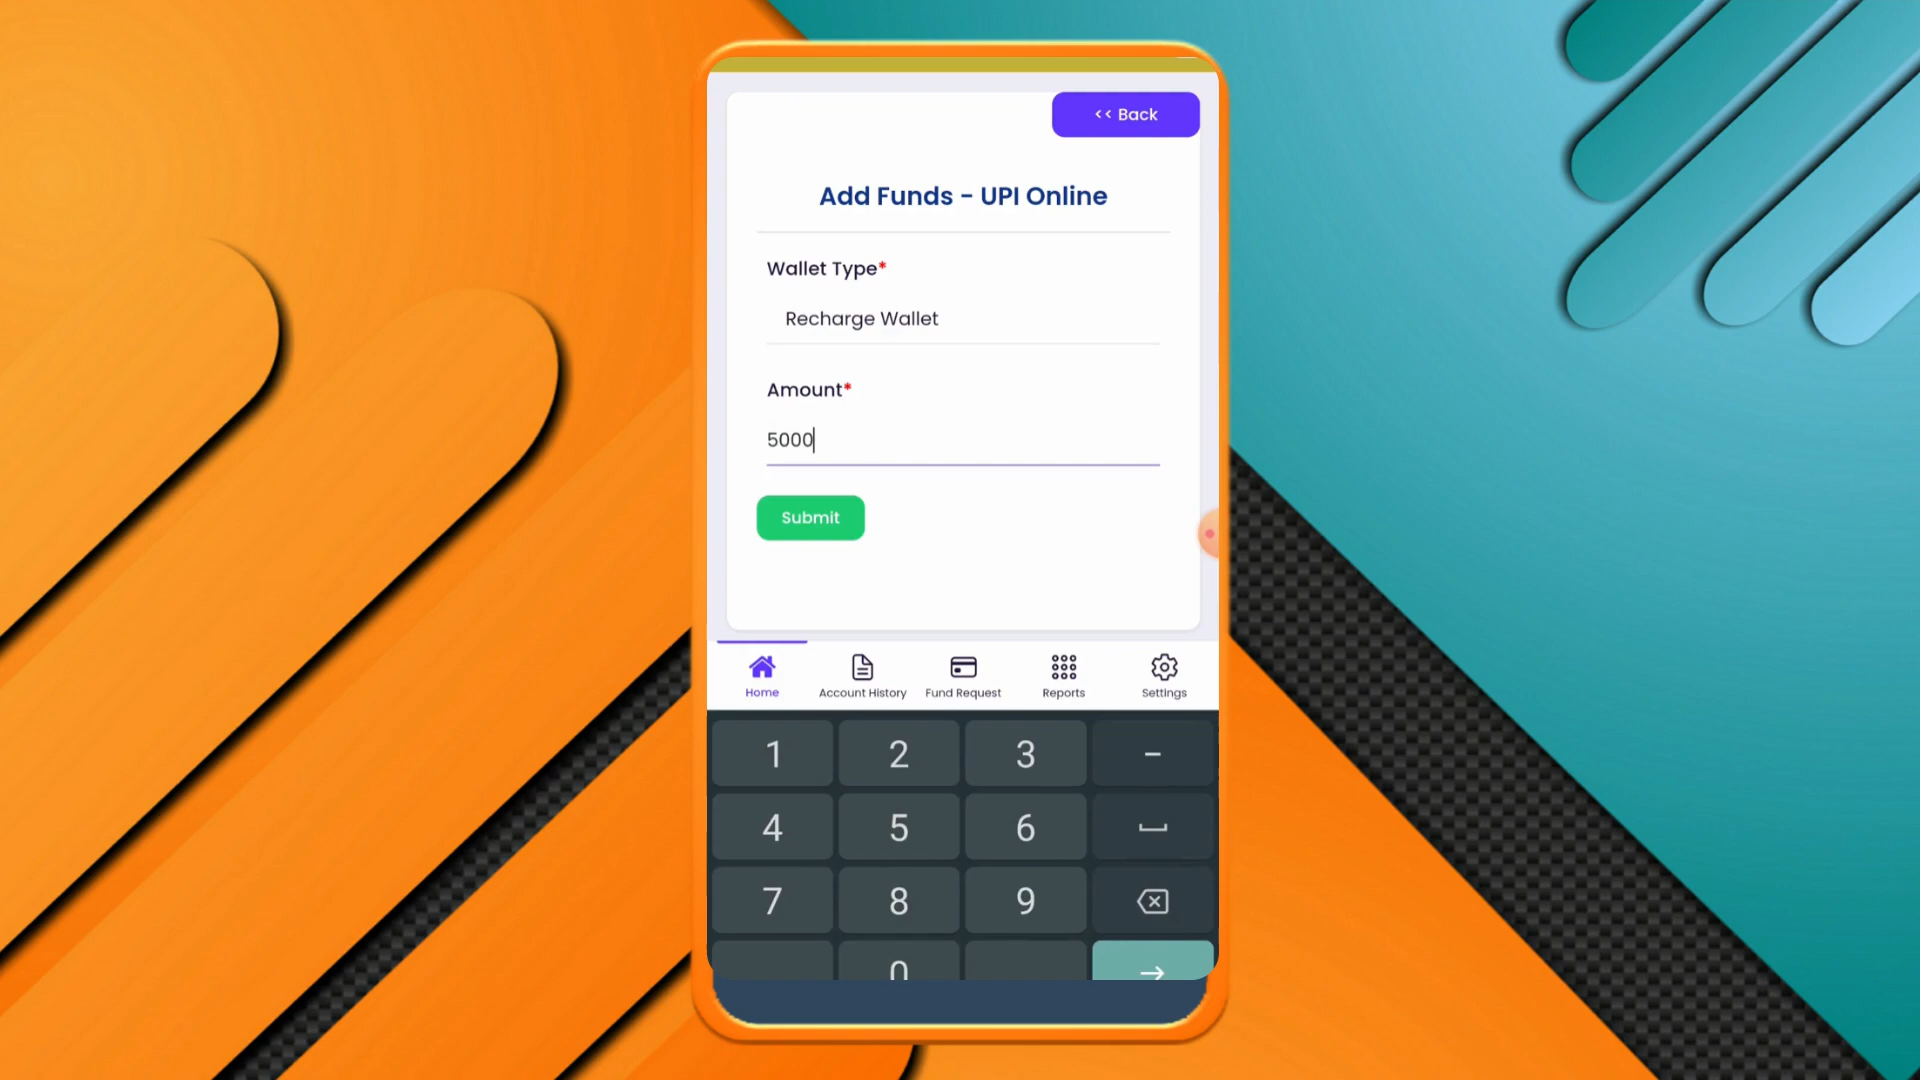 << Back
Add Funds - UPI Online
Wallet Type*
Recharge Wallet
Amount*
5000
Submit
Home Account History Fund Request Reports Settings
1 2 3 -
4 5 6
7 8 9
0